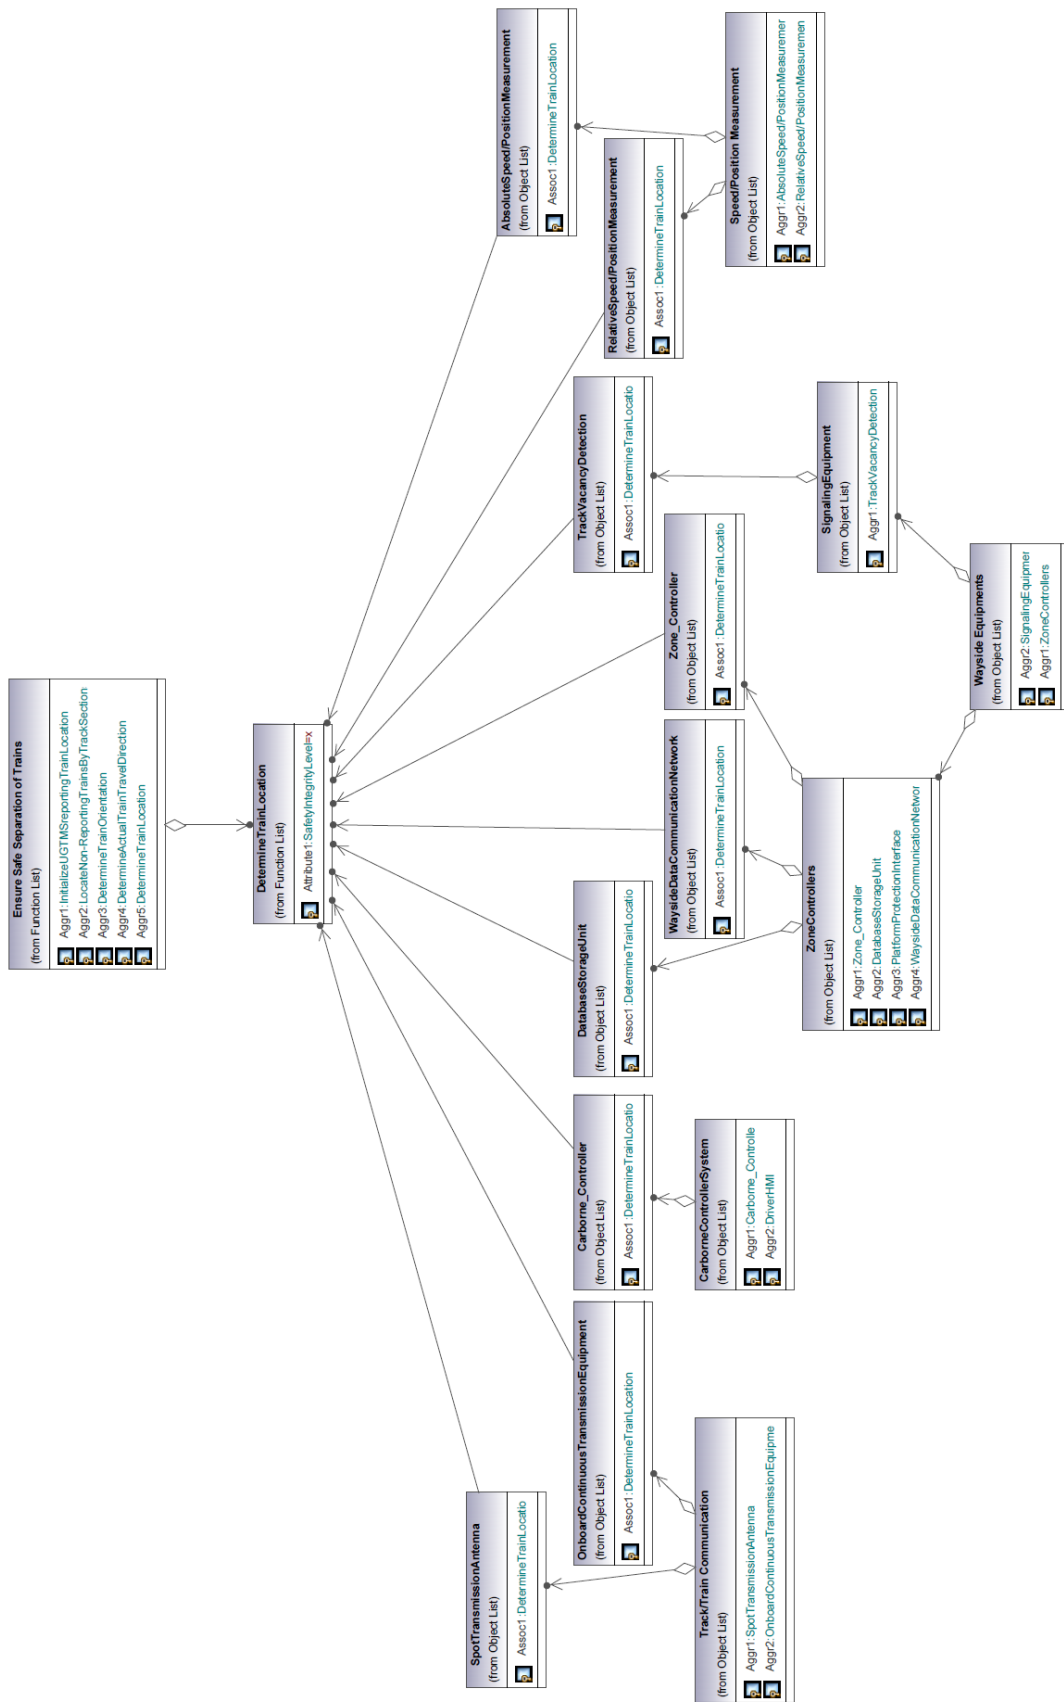 Ensure Safe Separation of Trains
(from Function List)
Aggr1:InitializeUGTMSreportingTrainLocation
Aggr2:LocateNon-ReportingTrainsByTrackSection
Aggr3:DetermineTrainOrientation
Aggr4:DetermineActualTrainTravelDirection
Aggr5:DetermineTrainLocation
DetermineTrainLocation
(from Function List)
Attribute1:SafetyIntegrityLevel=x
SpotTransmissionAntenna
(from Object List)
Assoc1:DetermineTrainLocatio
OnboardContinuousTransmissionEquipment
(from Object List)
Assoc1:DetermineTrainLocation
Carborne_Controller
(from Object List)
Assoc1:DetermineTrainLocatio
DatabaseStorageUnit
(from Object List)
Assoc1:DetermineTrainLocatio
WaysideDataCommunicationNetwork
(from Object List)
Assoc1:DetermineTrainLocation
Zone_Controller
(from Object List)
Assoc1:DetermineTrainLocatio
TrackVacancyDetection
(from Object List)
Assoc1:DetermineTrainLocatio
RelativeSpeed/PositionMeasurement
(from Object List)
Assoc1:DetermineTrainLocation
AbsoluteSpeed/PositionMeasurement
(from Object List)
Assoc1:DetermineTrainLocation
Track/Train Communication
(from Object List)
Aggr1:SpotTransmissionAntenna
Aggr2:OnboardContinuousTransmissionEquipme
CarborneControllerSystem
(from Object List)
Aggr1:Carborne_Controlle
Aggr2:DriverHMI
ZoneControllers
(from Object List)
Aggr1:Zone_Controller
Aggr2:DatabaseStorageUnit
Aggr3:PlatformProtectionInterface
Aggr4:WaysideDataCommunicationNetwor
SignalingEquipment
(from Object List)
Aggr1:TrackVacancyDetection
Speed/Position Measurement
(from Object List)
Aggr1:AbsoluteSpeed/PositionMeasuremer
Aggr2:RelativeSpeed/PositionMeasuremen
Wayside Equipments
(from Object List)
Aggr2:SignalingEquipmer
Aggr1:ZoneControllers